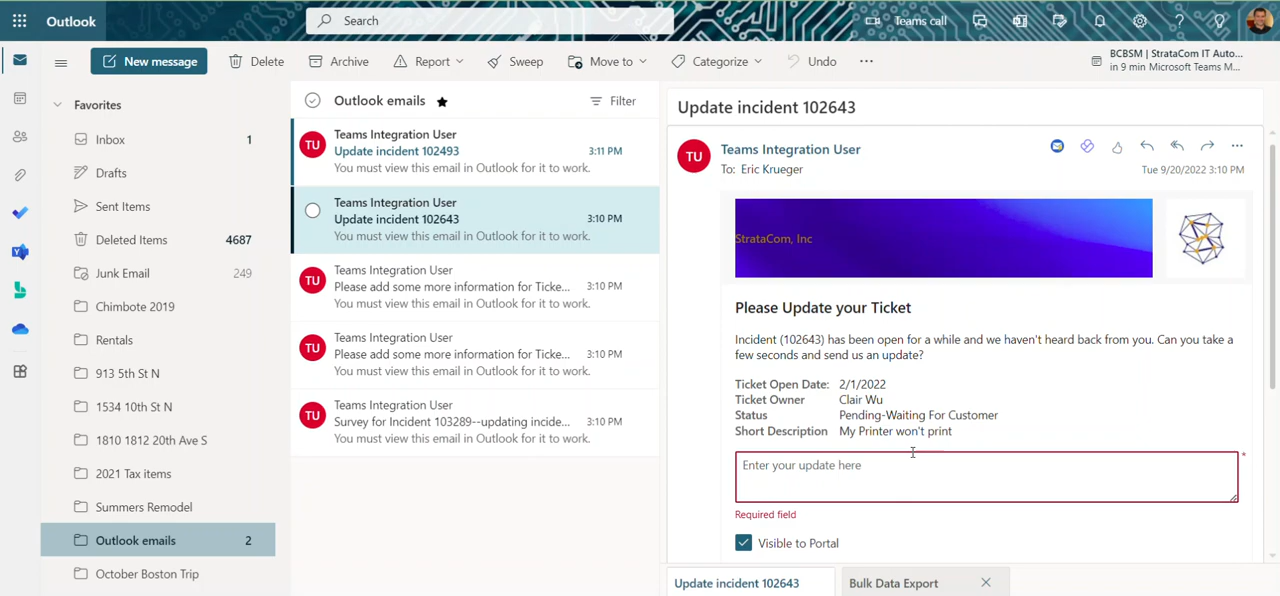 Outlook
Search
Teams call
New message
Delete
Archive
Report
Sweep
Move to
Categorize
Undo
BCBSM | StrataCom IT Auto...
in 9 min Microsoft Teams M...
Favorites
Inbox 1
Drafts
Sent Items
Deleted Items 4687
Junk Email 249
Chimbote 2019
Rentals
913 5th St N
1534 10th St N
1810 1812 20th Ave S
2021 Tax items
Summers Remodel
Outlook emails 2
October Boston Trip
Outlook emails
Filter
TU
Teams Integration User
Update incident 102493 3:11 PM
You must view this email in Outlook for it to work.
Teams Integration User
Update incident 102643 3:10 PM
You must view this email in Outlook for it to work.
TU
Teams Integration User
Please add some more information for Ticke... 3:10 PM
You must view this email in Outlook for it to work.
TU
Teams Integration User
Please add some more information for Ticke... 3:10 PM
You must view this email in Outlook for it to work.
TU
Teams Integration User
Survey for Incident 103289--updating incide... 3:10 PM
You must view this email in Outlook for it to work.
Update incident 102643
TU
Teams Integration User
To: Eric Krueger
Tue 9/20/2022 3:10 PM
StrataCom, Inc
Please Update your Ticket
Incident (102643) has been open for a while and we haven't heard back from you. Can you take a
few seconds and send us an update?
Ticket Open Date: 2/1/2022
Ticket Owner Clair Wu
Status Pending-Waiting For Customer
Short Description My Printer won't print
*
Enter your update here
Required field
Visible to Portal
Update incident 102643
Bulk Data Export